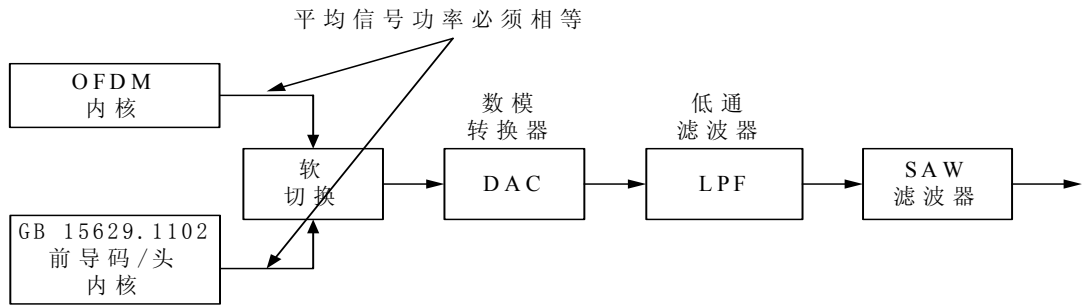 平均信号功率必须相等
OFDM
内核
数模
转换器
低通
滤波器
软
切换
DAC
LPF
SAW
滤波器
GB 15629.1102
前导码/头
内核